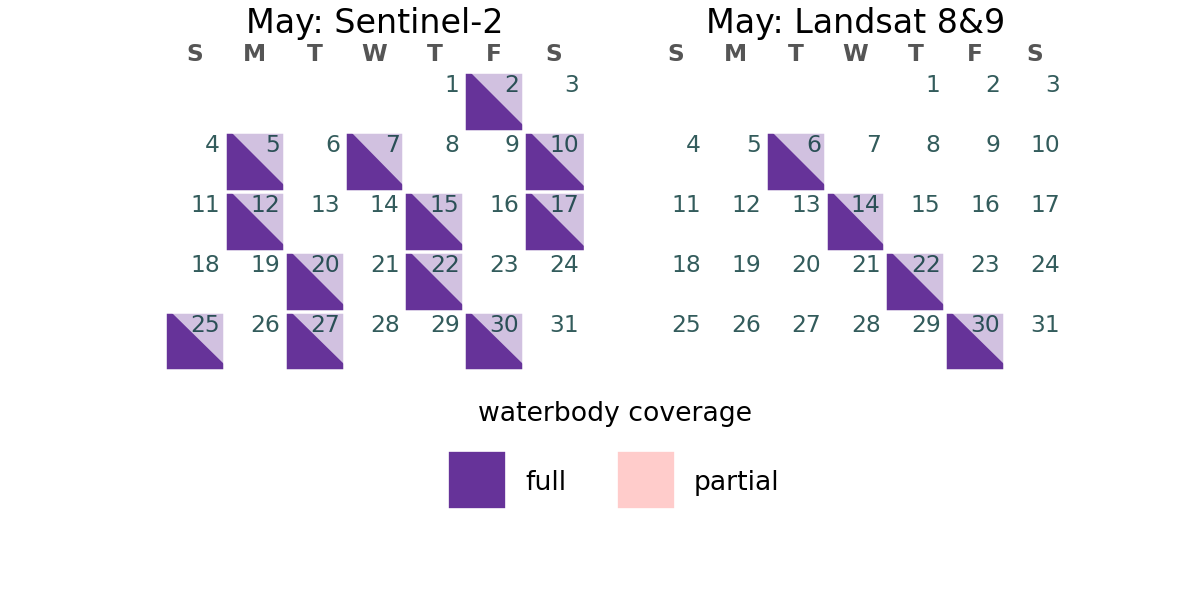 May: Sentinel-2
S M T W T F S
1 2 3
4 5 6 7 8 9 10
11 12 13 14 15 16 17
18 19 20 21 22 23 24
25 26 27 28 29 30 31
May: Landsat 8&9
S M T W T F S
1 2 3
4 5 6 7 8 9 10
11 12 13 14 15 16 17
18 19 20 21 22 23 24
25 26 27 28 29 30 31
waterbody coverage
full partial